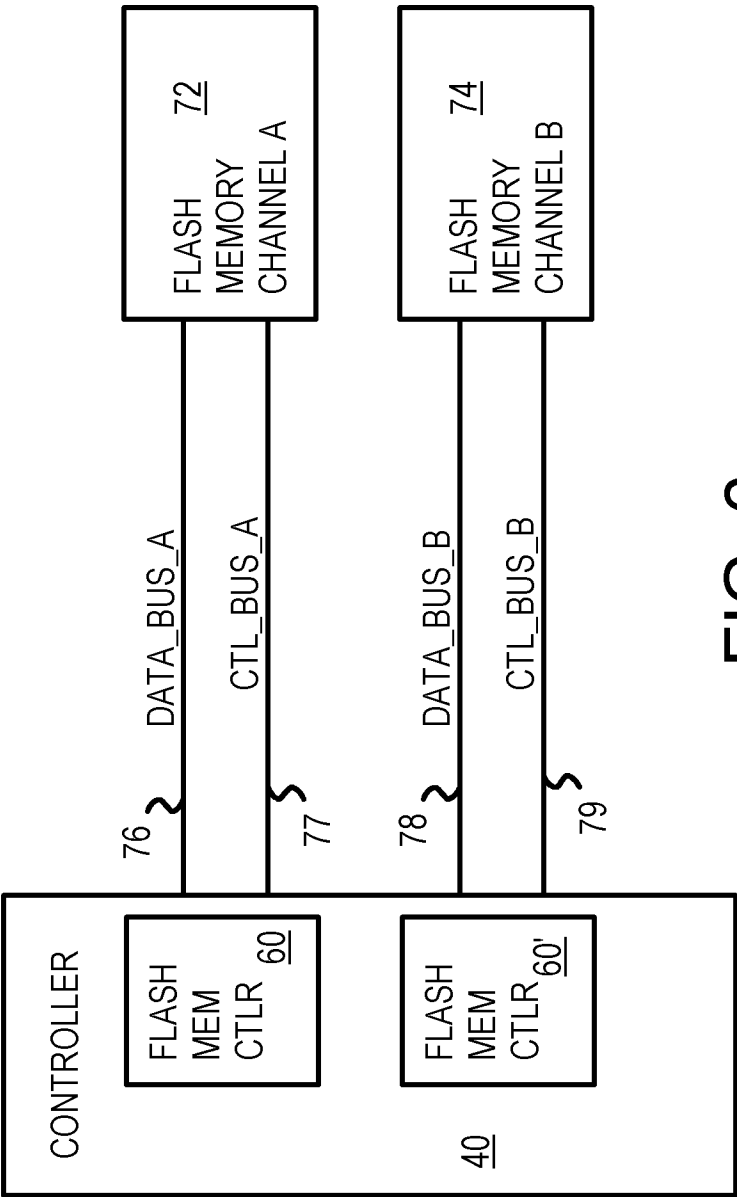 CONTROLLER
40
FLASH
MEM
CTLR
60
FLASH
MEM
CTLR
60'
76
DATA_BUS_A
77
CTL_BUS_A
78
DATA_BUS_B
79
CTL_BUS_B
FLASH
MEMORY
CHANNEL A
72
FLASH
MEMORY
CHANNEL B
74
FIG.